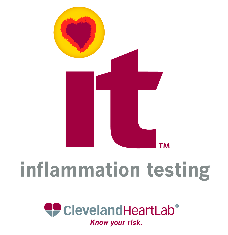 it™
inflammation testing
ClevelandHeartLab®
Know your risk.